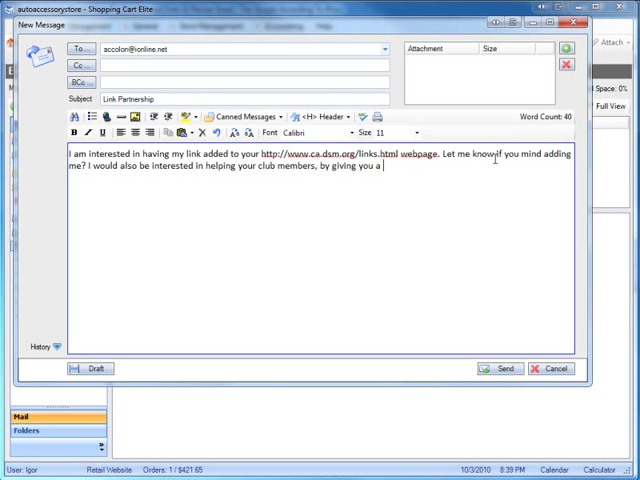 autoaccessorystore - Shopping Cart Elite
New Message
To ...
accolon@ionline.net
Attachment
Size
Attach
Cc ...
BCc ...
Space: 0%
Subject
Link Partnership
Full View
Canned Messages
<H> Header
Word Count: 40
B I U
Font
Calibri
Size
11
I am interested in having my link added to your http://www.ca.dsm.org/links.html webpage. Let me know if you mind adding
me? I would also be interested in helping your club members, by giving you a
History
Draft
Send
Cancel
Mail
Folders
User: Igor
Retail Website
Orders: 1 / $421.65
10/3/2010
8:39 PM
Calendar
Calculator